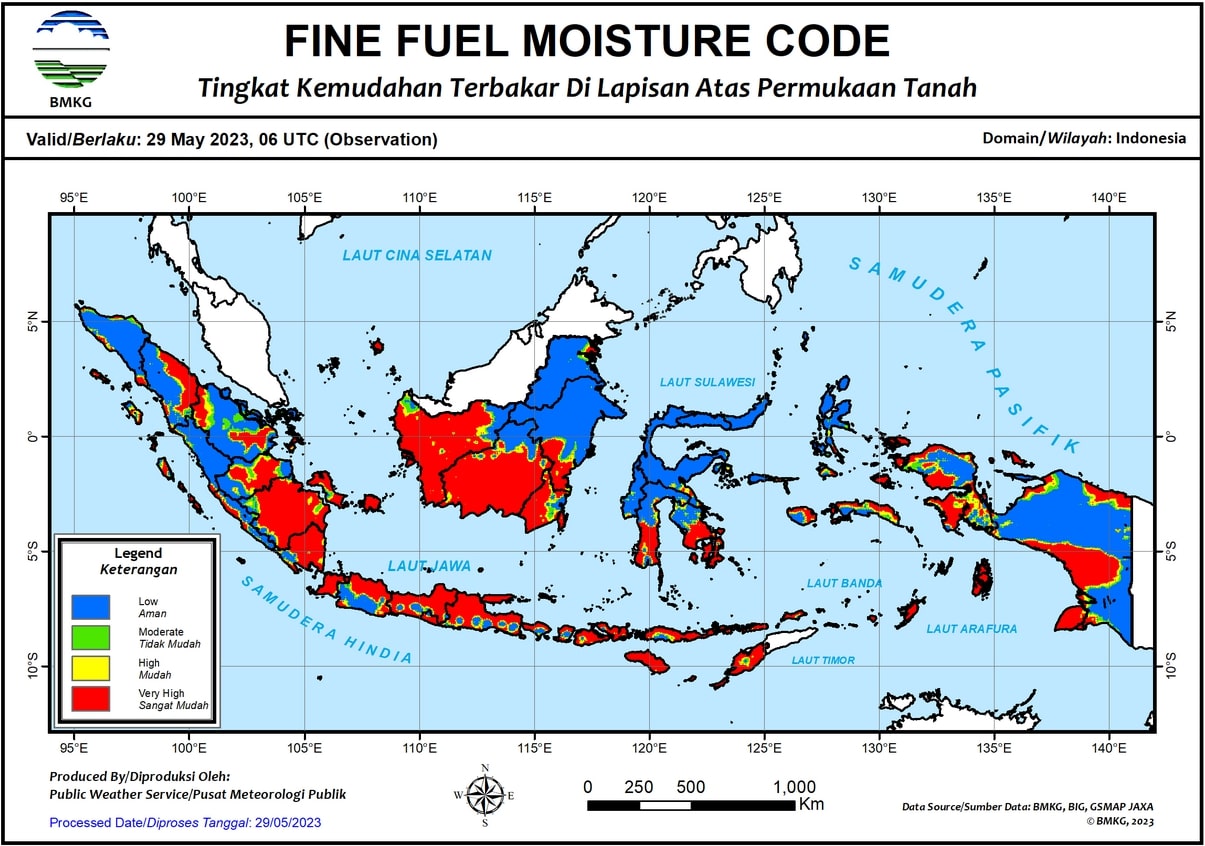 BMKG
FINE FUEL MOISTURE CODE
Tingkat Kemudahan Terbakar Di Lapisan Atas Permukaan Tanah
Valid/Berlaku: 29 May 2023, 06 UTC (Observation)
Domain/Wilayah: Indonesia
95°E 100°E 105°E 110°E 115°E 120°E 125°E 130°E 135°E 140°E
LAUT CINA SELATAN
SAMUDERA PASIFIK
5°N 5°N
LAUT SULAWESI
0° 0°
5°S 5°S
LAUT JAWA
LAUT BANDA
SAMUDERA HINDIA
LAUT ARAFURA
LAUT TIMOR
10°S 10°S
Legend
Keterangan
Low
Aman
Moderate
Tidak Mudah
High
Mudah
Very High
Sangat Mudah
95°E 100°E 105°E 110°E 115°E 120°E 125°E 130°E 135°E 140°E
Produced By/Diproduksi Oleh:
Public Weather Service/Pusat Meteorologi Publik
Processed Date/Diproses Tanggal: 29/05/2023
N
W E
S
0 250 500 1,000
Km
Data Source/Sumber Data: BMKG, BIG, GSMAP JAXA
© BMKG, 2023